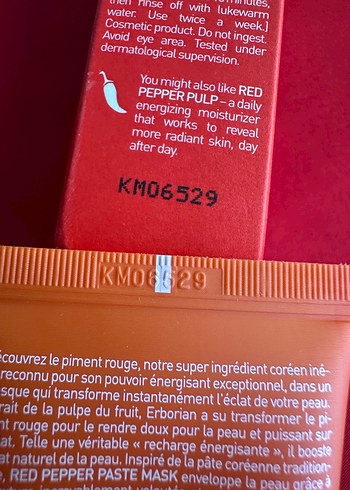 then rinse off with lukewarm
water. Use twice a week.]
Cosmetic product. Do not ingest.
Avoid eye area. Tested under
dermatological supervision.
You might also like RED
PEPPER PULP – a daily
energizing moisturizer
that works to reveal
more radiant skin, day
after day.
KM06529
KM06529
écouvrez le piment rouge, notre super ingrédient coréen iné-
reconnu pour son pouvoir énergisant exceptionnel, dans un
sque qui transforme instantanément l'éclat de votre peau.
rait de la pulpe du fruit, Erborian a su transformer le pi-
nt rouge pour le rendre doux pour la peau et puissant sur
lat. Telle une véritable « recharge énergisante », il booste
at naturel de la peau. Inspiré de la pâte coréenne tradition-
e, RED PEPPER PASTE MASK enveloppe la peau grâce à